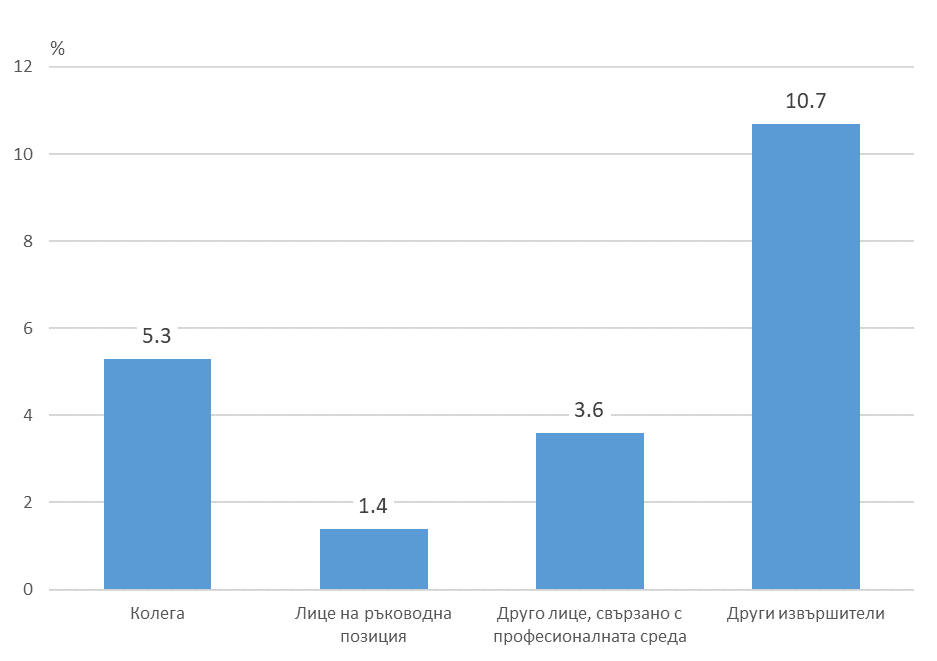 %
12
10
8
6
4
2
0
5.3
1.4
3.6
10.7
Колега
Лице на ръководна
позиция
Друго лице, свързано с
професионалната среда
Други извършители